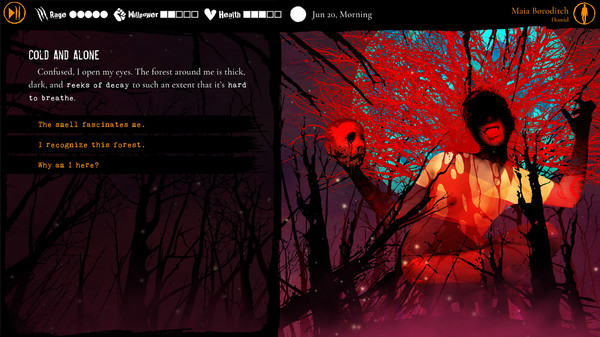 Rage
Willpower
Health
Jun 20, Morning
Maia Boroditch
Homid
COLD AND ALONE
Confused, I open my eyes. The forest around me is thick,
dark, and reeks of decay to such an extent that it's hard
to breathe.
The smell fascinates me.
I recognize this forest.
Why am I here?